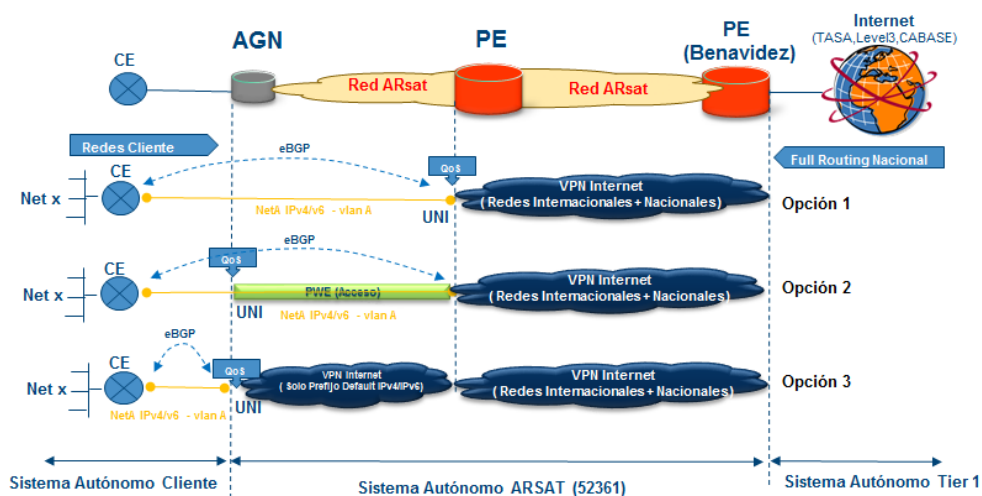 CE
AGN
PE
PE
(Benavidez)
Internet
(TASA,Level3,CABASE)
Red ARsat
Red ARsat
Redes Cliente
Full Routing Nacional
CE
eBGP
QoS
Net x
NetA IPv4/v6 - vlan A
UNI
VPN Internet
( Redes Internacionales + Nacionales)
Opción 1
CE
eBGP
QoS
Net x
PWE (Acceso)
UNI
NetA IPv4/v6 - vlan A
VPN Internet
( Redes Internacionales + Nacionales)
Opción 2
eBGP
CE
QoS
Net x
NetA IPv4/v6 - vlan A
UNI
VPN Internet
( Solo Prefijo Default IPv4/IPv6)
VPN Internet
( Redes Internacionales + Nacionales)
Opción 3
Sistema Autónomo Cliente
Sistema Autónomo ARSAT (52361)
Sistema Autónomo Tier 1